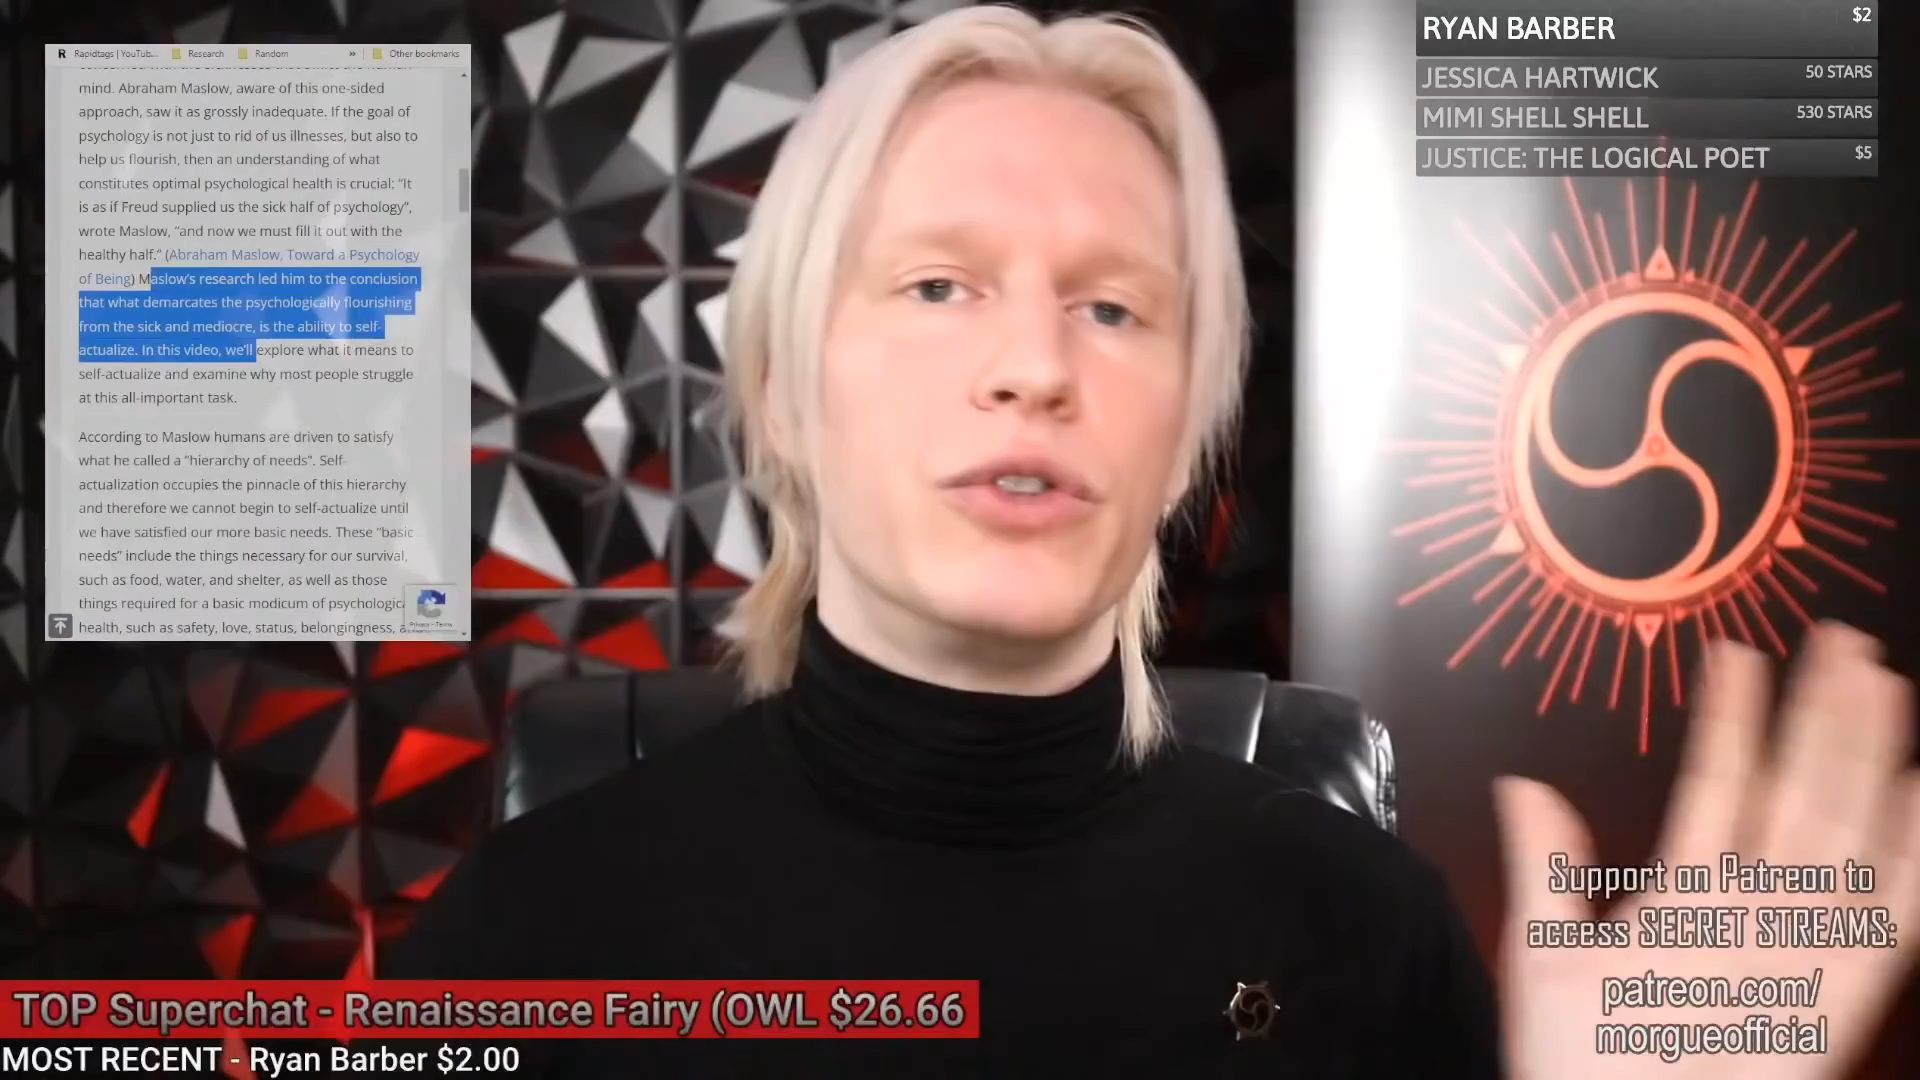 R Rapidtags | YouTub... Research Random » Other bookmarks
mind. Abraham Maslow, aware of this one-sided
approach, saw it as grossly inadequate. If the goal of
psychology is not just to rid of us illnesses, but also to
help us flourish, then an understanding of what
constitutes optimal psychological health is crucial: "It
is as if Freud supplied us the sick half of psychology",
wrote Maslow, "and now we must fill it out with the
healthy half." (Abraham Maslow, Toward a Psychology
of Being) Maslow's research led him to the conclusion
that what demarcates the psychologically flourishing
from the sick and mediocre, is the ability to self-
actualize. In this video, we'll explore what it means to
self-actualize and examine why most people struggle
at this all-important task.
According to Maslow humans are driven to satisfy
what he called a "hierarchy of needs". Self-
actualization occupies the pinnacle of this hierarchy
and therefore we cannot begin to self-actualize until
we have satisfied our more basic needs. These "basic
needs" include the things necessary for our survival,
such as food, water, and shelter, as well as those
things required for a basic modicum of psychologica
health, such as safety, love, status, belongingness,
Privacy - Terms
RYAN BARBER $2
JESSICA HARTWICK 50 STARS
MIMI SHELL SHELL 530 STARS
JUSTICE: THE LOGICAL POET $5
Support on Patreon to
access SECRET STREAMS:
patreon.com/
morgueofficial
TOP Superchat - Renaissance Fairy (OWL $26.66
MOST RECENT - Ryan Barber $2.00